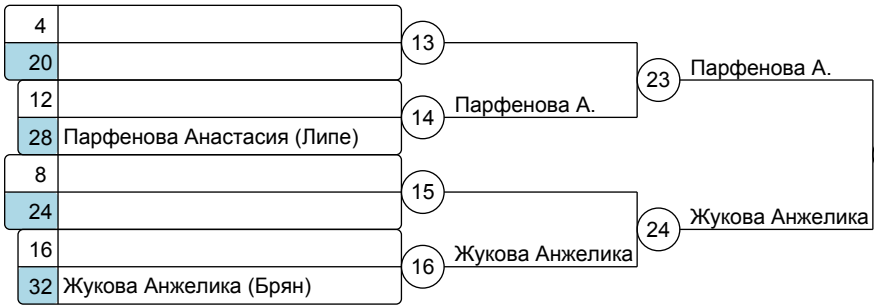 4
13
20
23 Парфенова А.
12
14 Парфенова А.
28 Парфенова Анастасия (Липе)
8
15
24
24 Жукова Анжелика
16
16 Жукова Анжелика
32 Жукова Анжелика (Брян)